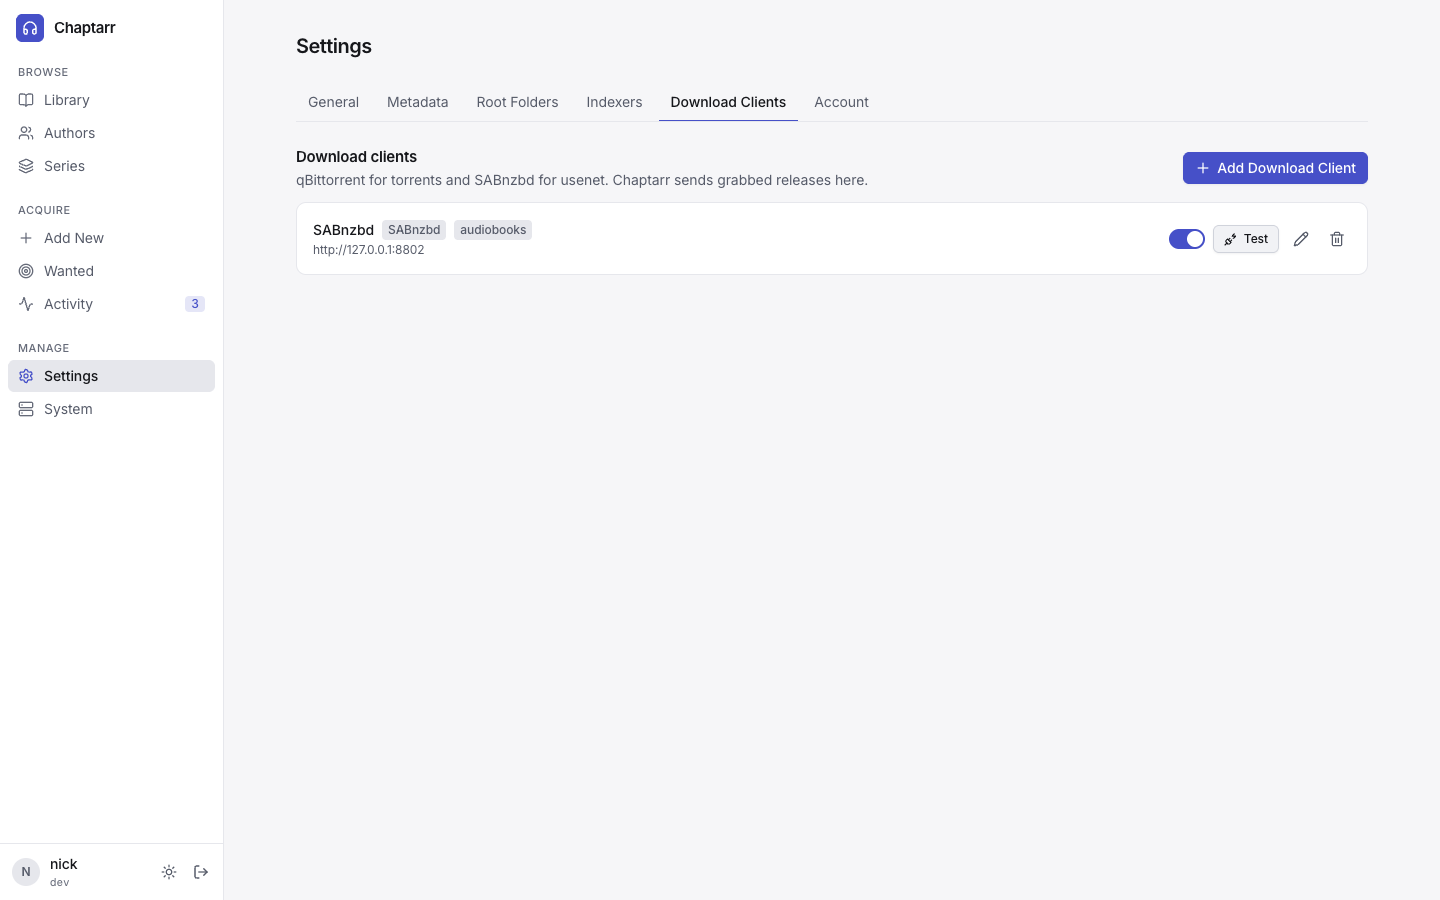 Chaptarr
BROWSE
Library
Authors
Series
ACQUIRE
Add New
Wanted
Activity 3
MANAGE
Settings
System
N nick
dev
Settings
General Metadata Root Folders Indexers Download Clients Account
Download clients
qBittorrent for torrents and SABnzbd for usenet. Chaptarr sends grabbed releases here.
Add Download Client
SABnzbd SABnzbd audiobooks
http://127.0.0.1:8802
Test